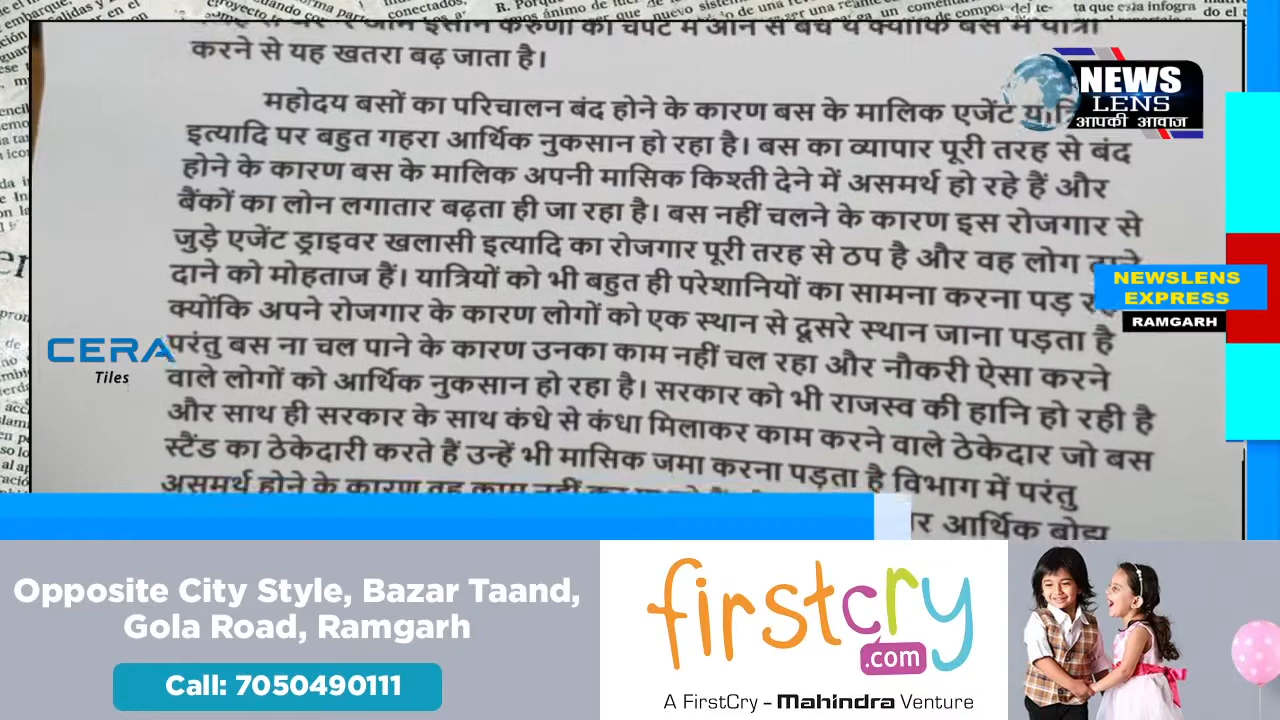 करने से यह खतरा बढ़ जाता है।
महोदय बसों का परिचालन बंद होने के कारण बस के मालिक एजेंट
इत्यादि पर बहुत गहरा आर्थिक नुकसान हो रहा है। बस का व्यापार पूरी तरह से बंद
होने के कारण बस के मालिक अपनी मासिक किश्ती देने में असमर्थ हो रहे हैं और
बैंकों का लोन लगातार बढ़ता ही जा रहा है। बस नहीं चलने के कारण इस रोजगार से
जुड़े एजेंट ड्राइवर खलासी इत्यादि का रोजगार पूरी तरह से ठप है और वह लोग
दाने को मोहताज हैं। यात्रियों को भी बहुत ही परेशानियों का सामना करना पड़
क्योंकि अपने रोजगार के कारण लोगों को एक स्थान से दूसरे स्थान जाना पड़ता है
परंतु बस ना चल पाने के कारण उनका काम नहीं चल रहा और नौकरी ऐसा करने
वाले लोगों को आर्थिक नुकसान हो रहा है। सरकार को भी राजस्व की हानि हो रही है
और साथ ही सरकार के साथ कंधे से कंधा मिलाकर काम करने वाले ठेकेदार जो बस
स्टैंड का ठेकेदारी करते हैं उन्हें भी मासिक जमा करना पड़ता है विभाग में परंतु
असमर्थ होने के कारण वह काम नहीं
आर्थिक बोझ
NEWS
LENS
आपकी आवाज
NEWSLENS
EXPRESS
RAMGARH
CERA
Tiles
Opposite City Style, Bazar Taand,
Gola Road, Ramgarh
Call: 7050490111
firstcry
.com
A FirstCry - Mahindra Venture